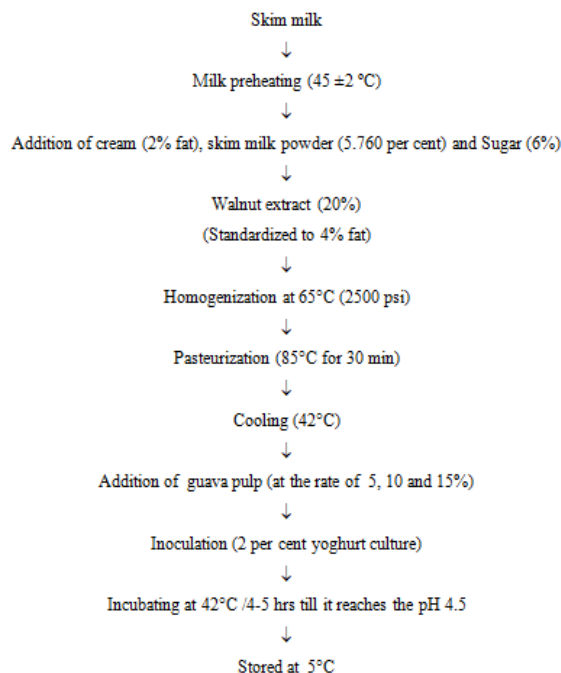 Skim milk
↓
Milk preheating (45 ±2 °C)
↓
Addition of cream (2% fat), skim milk powder (5.760 per cent) and Sugar (6%)
↓
Walnut extract (20%)
(Standardized to 4% fat)
↓
Homogenization at 65°C (2500 psi)
↓
Pasteurization (85°C for 30 min)
↓
Cooling (42°C)
↓
Addition of guava pulp (at the rate of 5, 10 and 15%)
↓
Inoculation (2 per cent yoghurt culture)
↓
Incubating at 42°C /4-5 hrs till it reaches the pH 4.5
↓
Stored at 5°C